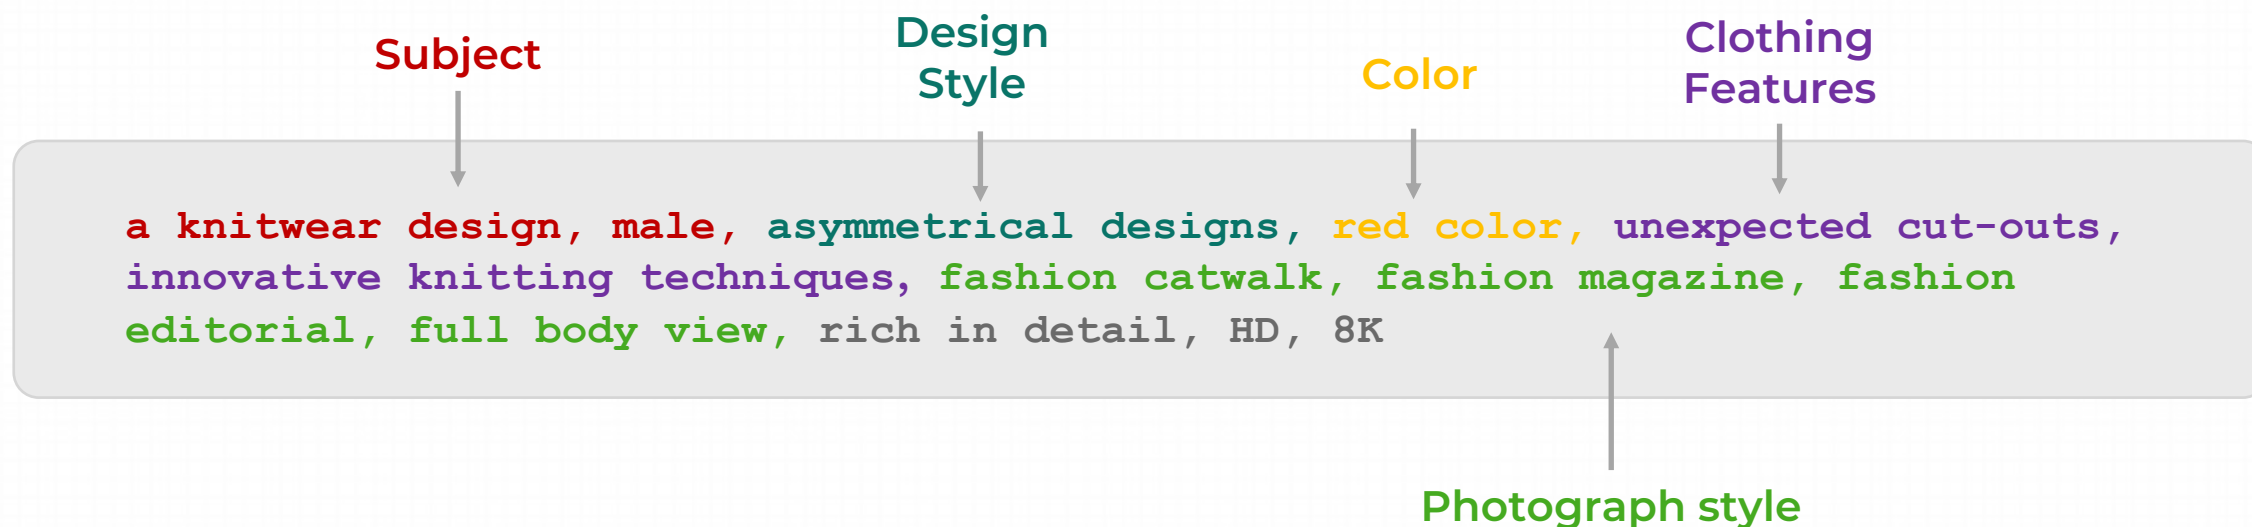 Subject
Design
Style
Color
Clothing
Features
a knitwear design, male, asymmetrical designs, red color, unexpected cut-outs,
innovative knitting techniques, fashion catwalk, fashion magazine, fashion
editorial, full body view, rich in detail, HD, 8K
Photograph style